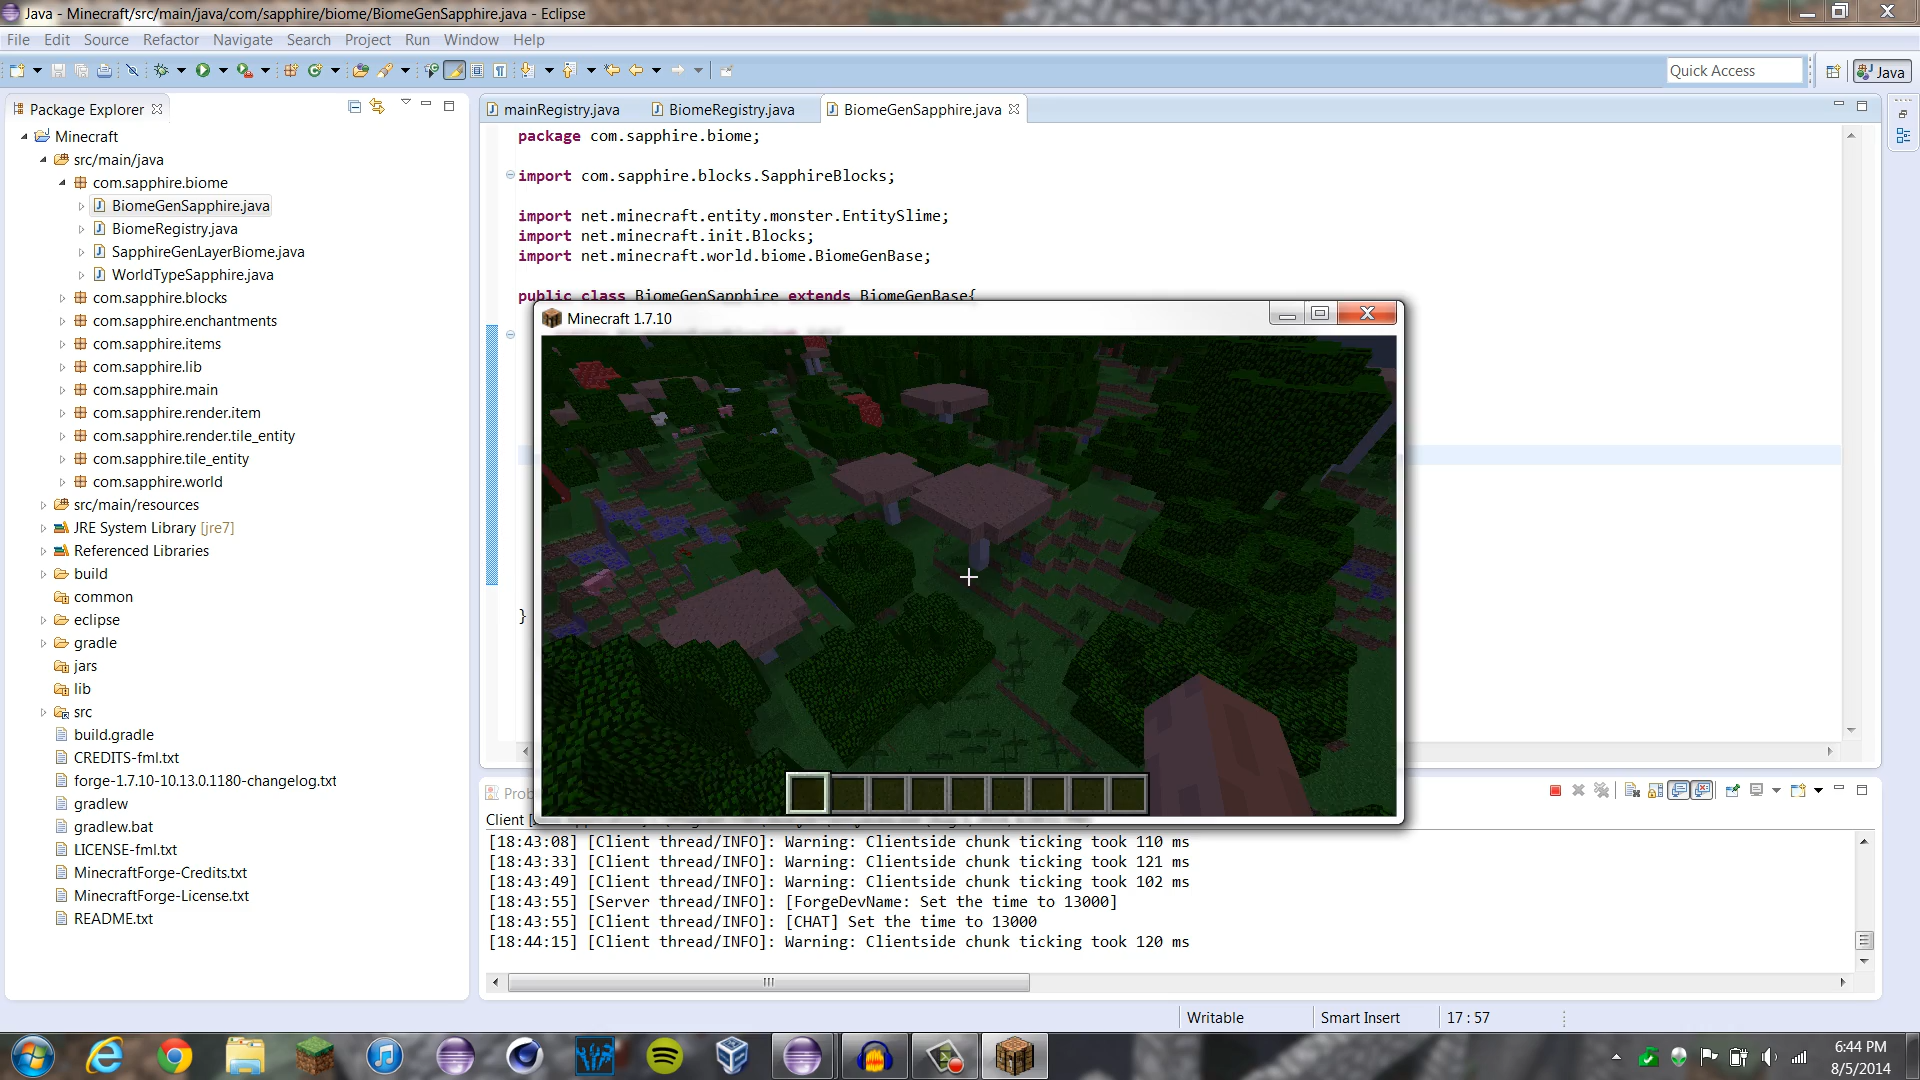 Java - Minecraft/src/main/java/com/sapphire/biome/BiomeGenSapphire.java - Eclipse
File Edit Source Refactor Navigate Search Project Run Window Help
Quick Access
Java
Package Explorer
Minecraft
src/main/java
com.sapphire.biome
BiomeGenSapphire.java
BiomeRegistry.java
SapphireGenLayerBiome.java
WorldTypeSapphire.java
com.sapphire.blocks
com.sapphire.enchantments
com.sapphire.items
com.sapphire.lib
com.sapphire.main
com.sapphire.render.item
com.sapphire.render.tile_entity
com.sapphire.tile_entity
com.sapphire.world
src/main/resources
JRE System Library [jre7]
Referenced Libraries
build
common
eclipse
gradle
jars
lib
src
build.gradle
CREDITS-fml.txt
forge-1.7.10-10.13.0.1180-changelog.txt
gradlew
gradlew.bat
LICENSE-fml.txt
MinecraftForge-Credits.txt
MinecraftForge-License.txt
README.txt
mainRegistry.java BiomeRegistry.java BiomeGenSapphire.java
package com.sapphire.biome;
import com.sapphire.blocks.SapphireBlocks;
import net.minecraft.entity.monster.EntitySlime;
import net.minecraft.init.Blocks;
import net.minecraft.world.biome.BiomeGenBase;
public class BiomeGenSapphire extends BiomeGenBase{
Minecraft 1.7.10
}
Client
[18:43:08] [Client thread/INFO]: Warning: Clientside chunk ticking took 110 ms
[18:43:33] [Client thread/INFO]: Warning: Clientside chunk ticking took 121 ms
[18:43:49] [Client thread/INFO]: Warning: Clientside chunk ticking took 102 ms
[18:43:55] [Server thread/INFO]: [ForgeDevName: Set the time to 13000]
[18:43:55] [Client thread/INFO]: [CHAT] Set the time to 13000
[18:44:15] [Client thread/INFO]: Warning: Clientside chunk ticking took 120 ms
Writable Smart Insert 17 : 57
6:44 PM
8/5/2014